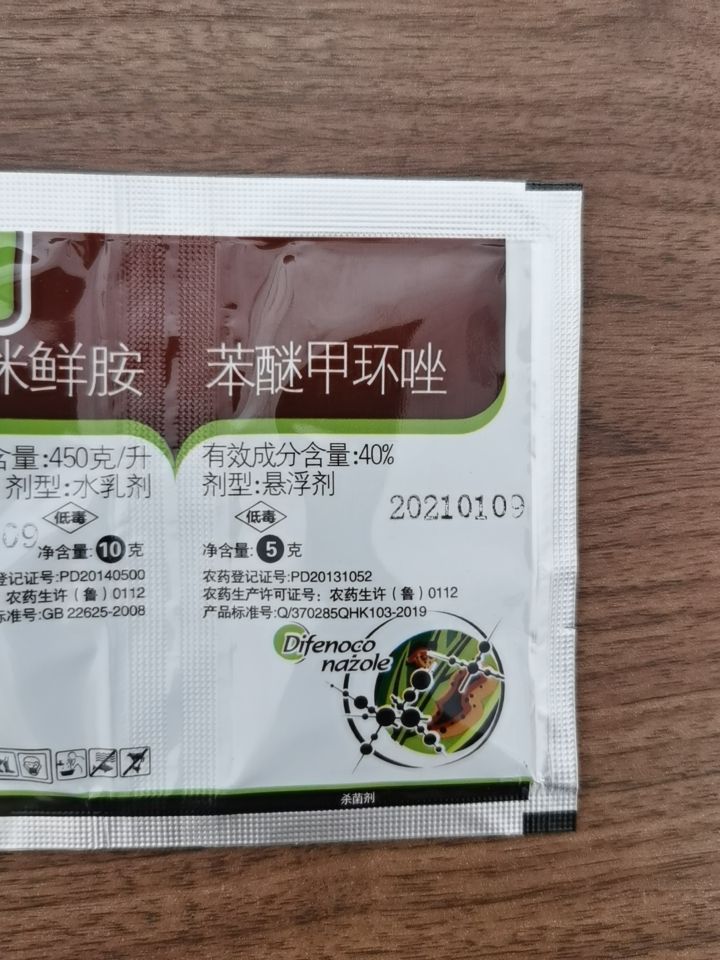 咪鲜胺
含量:450克/升
剂型:水乳剂
低毒
09
净含量:10克
登记证号:PD20140500
农药生许(鲁)0112
标准号:GB 22625-2008
苯醚甲环唑
有效成分含量:40%
剂型:悬浮剂
20210109
低毒
净含量:5克
农药登记证号:PD20131052
农药生产许可证号:农药生许(鲁)0112
产品标准号:Q/370285QHK103-2019
Difenoco
nazole
杀菌剂